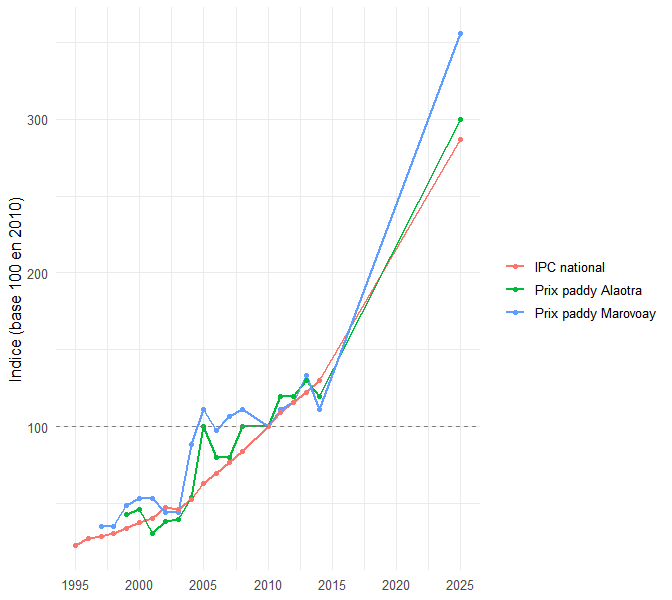 Indice (base 100 en 2010)
300
200
100
1995 2000 2005 2010 2015 2020 2025
IPC national
Prix paddy Alaotra
Prix paddy Marovoay